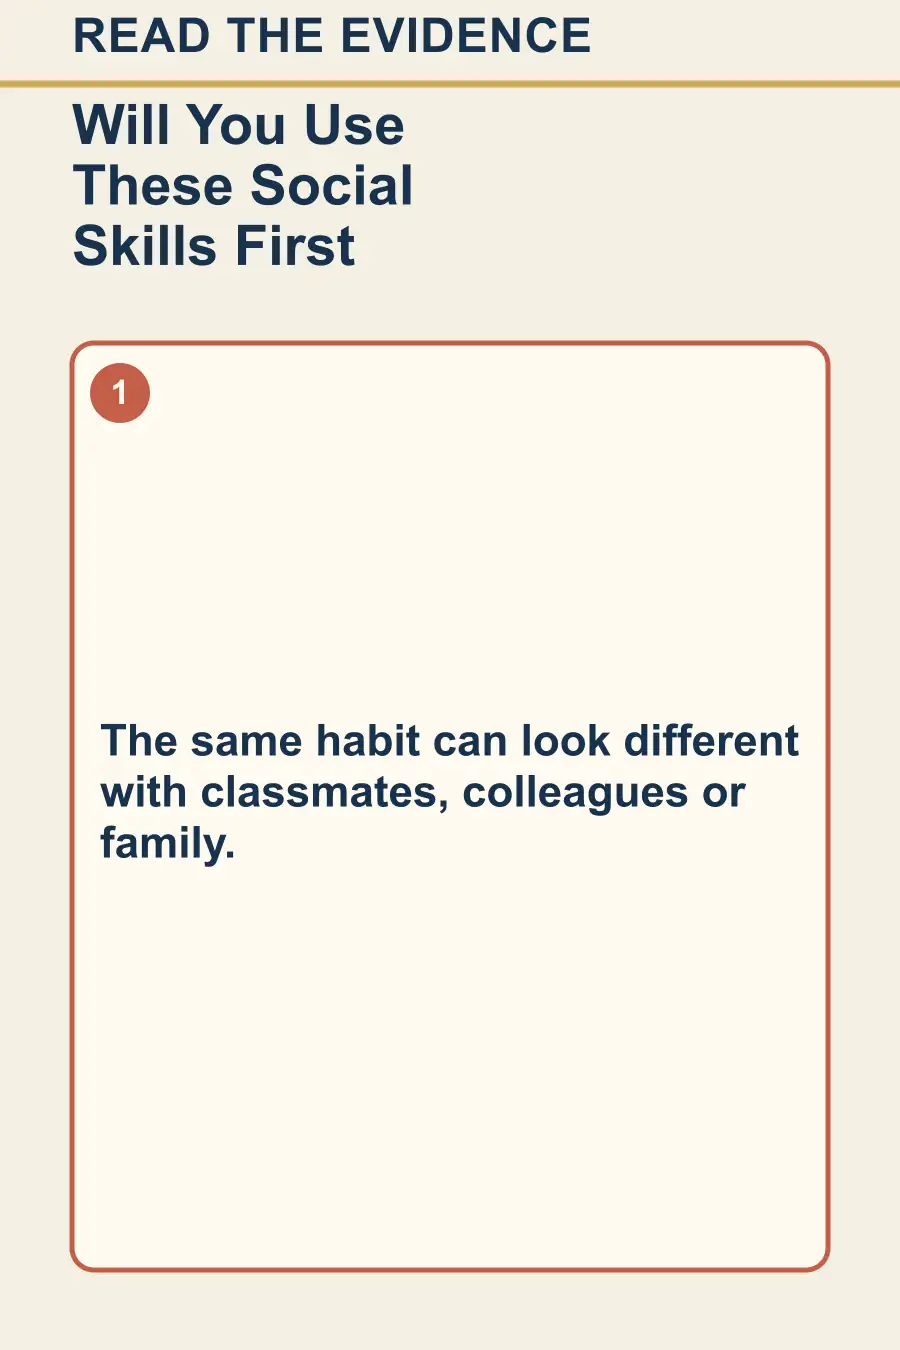 READ THE EVIDENCE
Will You Use
These Social
Skills First
1
The same habit can look different
with classmates, colleagues or
family.